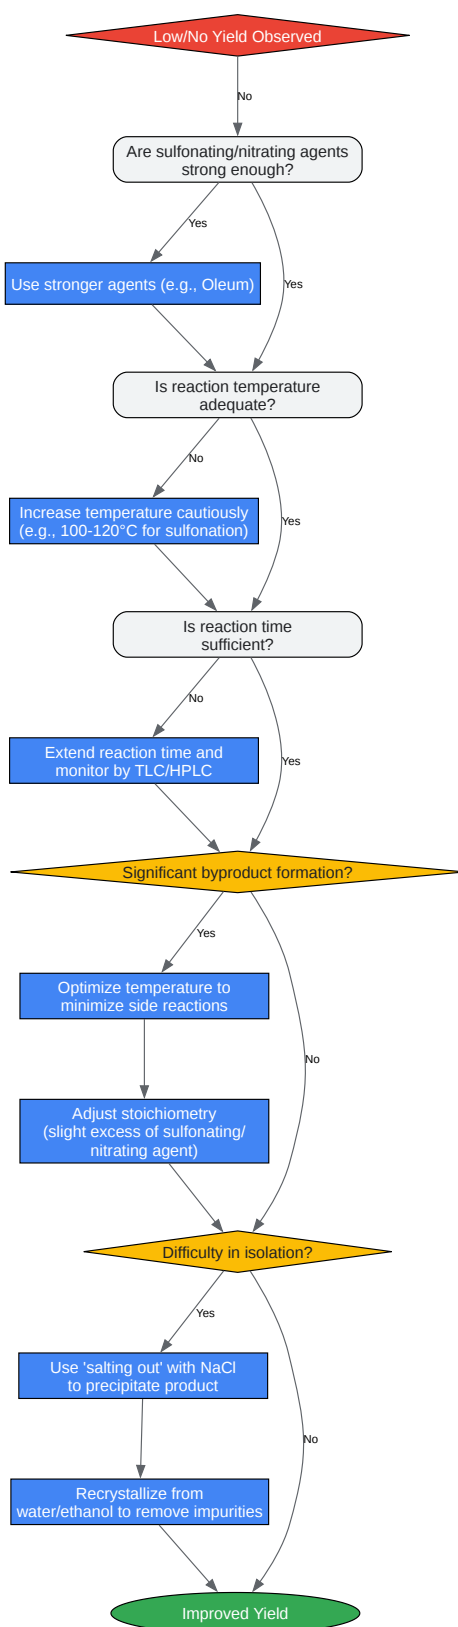 Low/No Yield Observed
No
Are sulfonating/nitrating agents
strong enough?
Yes
Use stronger agents (e.g., Oleum)
Yes
Is reaction temperature
adequate?
No
Increase temperature cautiously
(e.g., 100-120°C for sulfonation)
Yes
Is reaction time
sufficient?
No
Extend reaction time and
monitor by TLC/HPLC
Yes
Significant byproduct formation?
Yes
Optimize temperature to
minimize side reactions
No
Adjust stoichiometry
(slight excess of sulfonating/
nitrating agent)
Difficulty in isolation?
Yes
Use 'salting out' with NaCl
to precipitate product
No
Recrystallize from
water/ethanol to remove impurities
Improved Yield